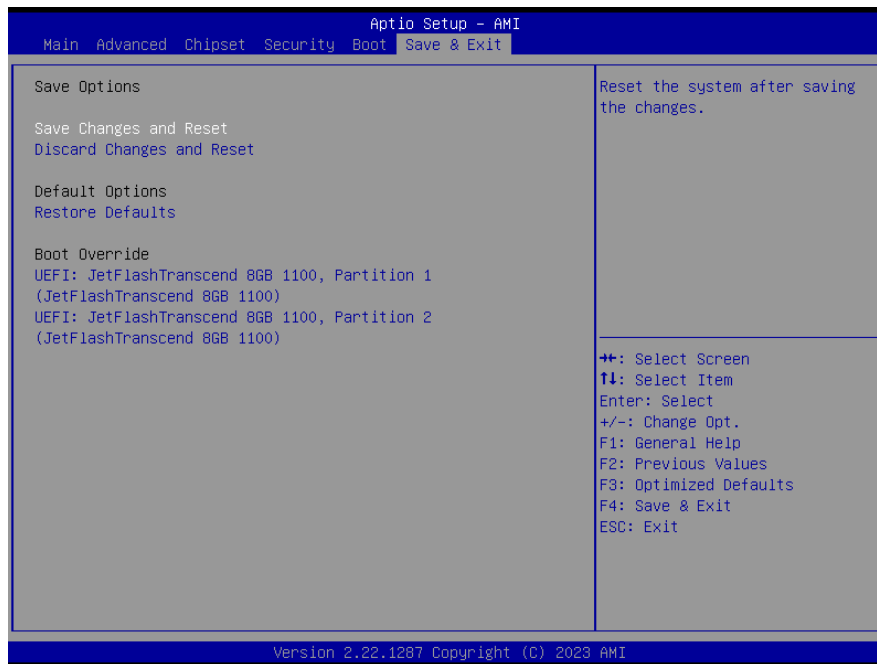 Aptio Setup – AMI
Main Advanced Chipset Security Boot Save & Exit
Save Options
Save Changes and Reset
Discard Changes and Reset
Default Options
Restore Defaults
Boot Override
UEFI: JetFlashTranscend 8GB 1100, Partition 1
(JetFlashTranscend 8GB 1100)
UEFI: JetFlashTranscend 8GB 1100, Partition 2
(JetFlashTranscend 8GB 1100)
Reset the system after saving
the changes.
→←: Select Screen
↑↓: Select Item
Enter: Select
+/-: Change Opt.
F1: General Help
F2: Previous Values
F3: Optimized Defaults
F4: Save & Exit
ESC: Exit
Version 2.22.1287 Copyright (C) 2023 AMI